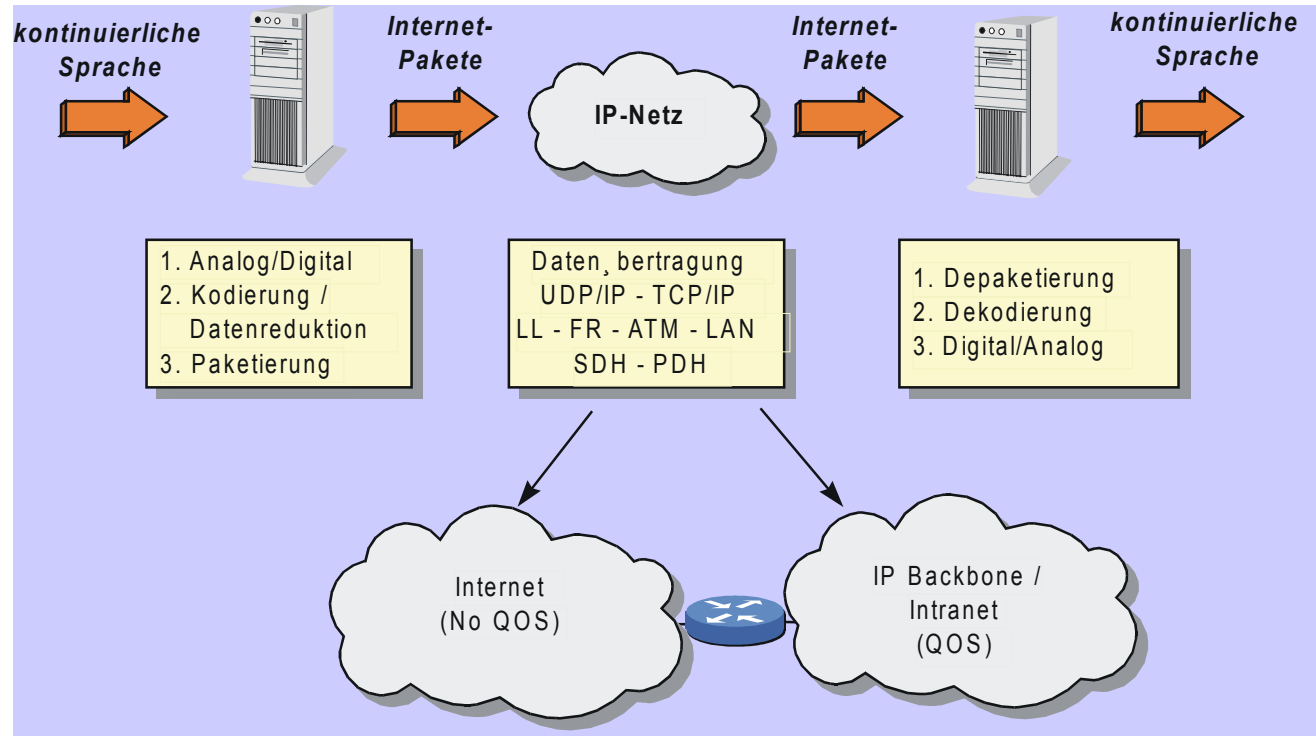 kontinuierliche
Sprache
Internet-
Pakete
IP-Netz
Internet-
Pakete
kontinuierliche
Sprache
1. Analog/Digital
2. Kodierung /
Datenreduktion
3. Paketierung
Daten¸bertragung
UDP/IP - TCP/IP
LL - FR - ATM - LAN
SDH - PDH
1. Depaketierung
2. Dekodierung
3. Digital/Analog
Internet
(No QOS)
IP Backbone /
Intranet
(QOS)